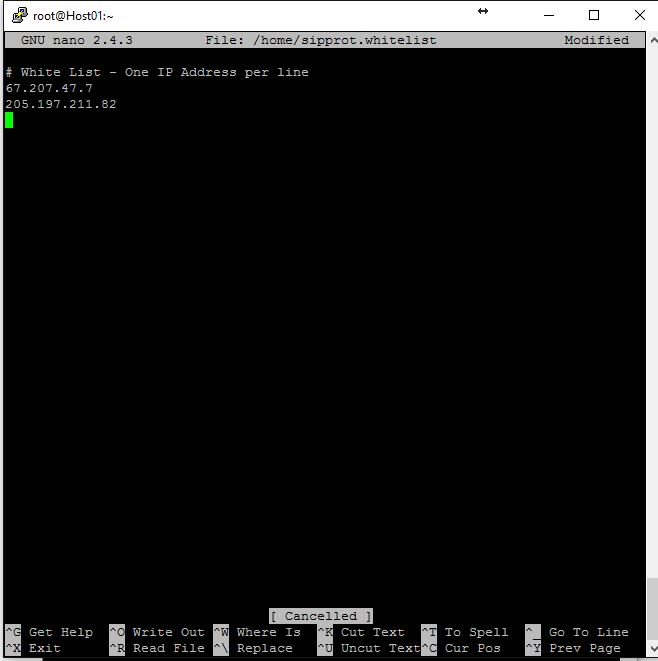 root@Host01:~
GNU nano 2.4.3 File: /home/sipprot.whitelist Modified
# White List - One IP Address per line
67.207.47.7
205.197.211.82
[ Cancelled ]
^G Get Help ^O Write Out ^W Where Is ^K Cut Text ^T To Spell ^_ Go To Line
^X Exit ^R Read File ^\ Replace ^U Uncut Text ^C Cur Pos ^Y Prev Page